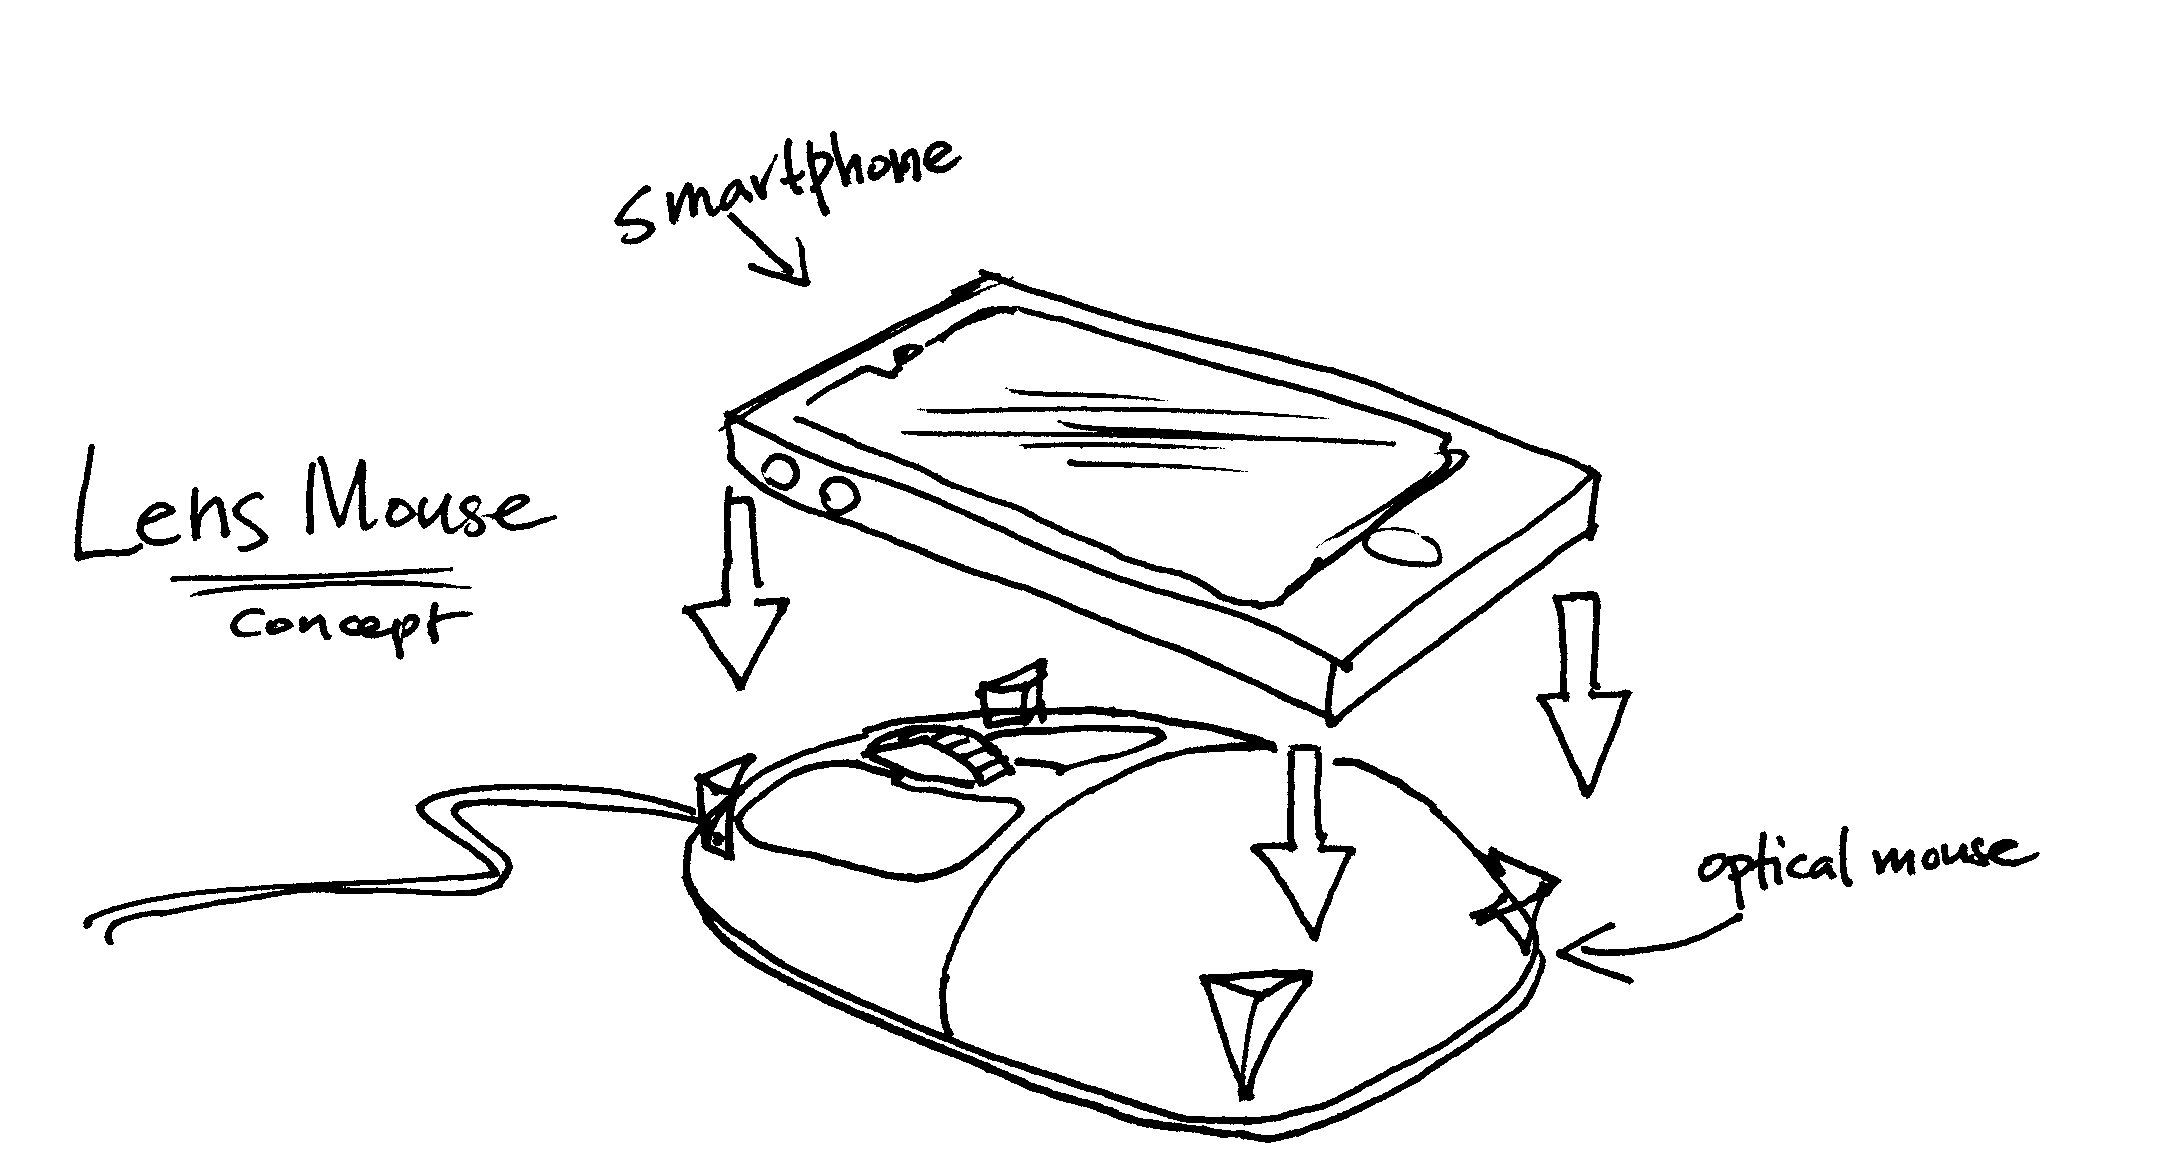 smartphone
Lens Mouse
concept
optical mouse